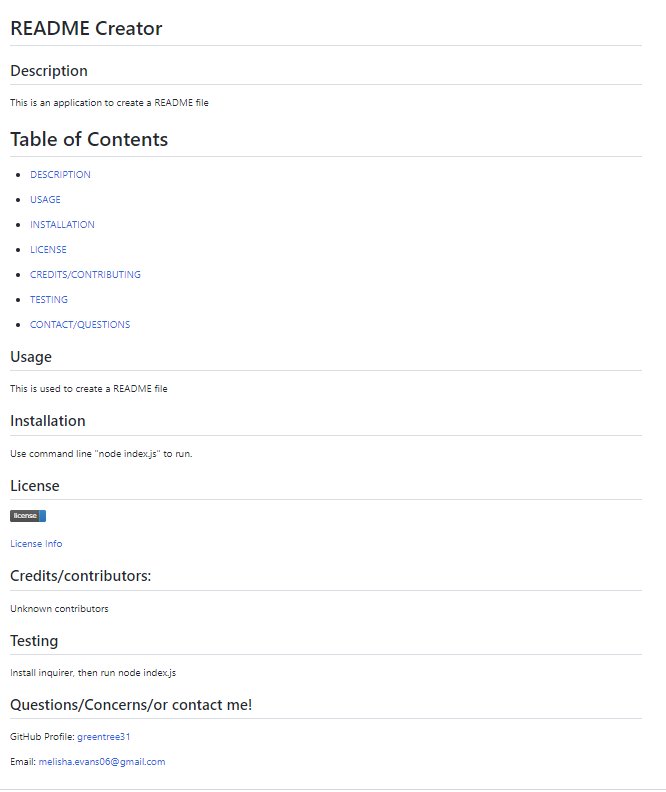 README Creator
Description
This is an application to create a README file
Table of Contents
DESCRIPTION
USAGE
INSTALLATION
LICENSE
CREDITS/CONTRIBUTING
TESTING
CONTACT/QUESTIONS
Usage
This is used to create a README file
Installation
Use command line "node index.js" to run.
License
license
License Info
Credits/contributors:
Unknown contributors
Testing
Install inquirer, then run node index.js
Questions/Concerns/or contact me!
GitHub Profile: greentree31
Email: melisha.evans06@gmail.com